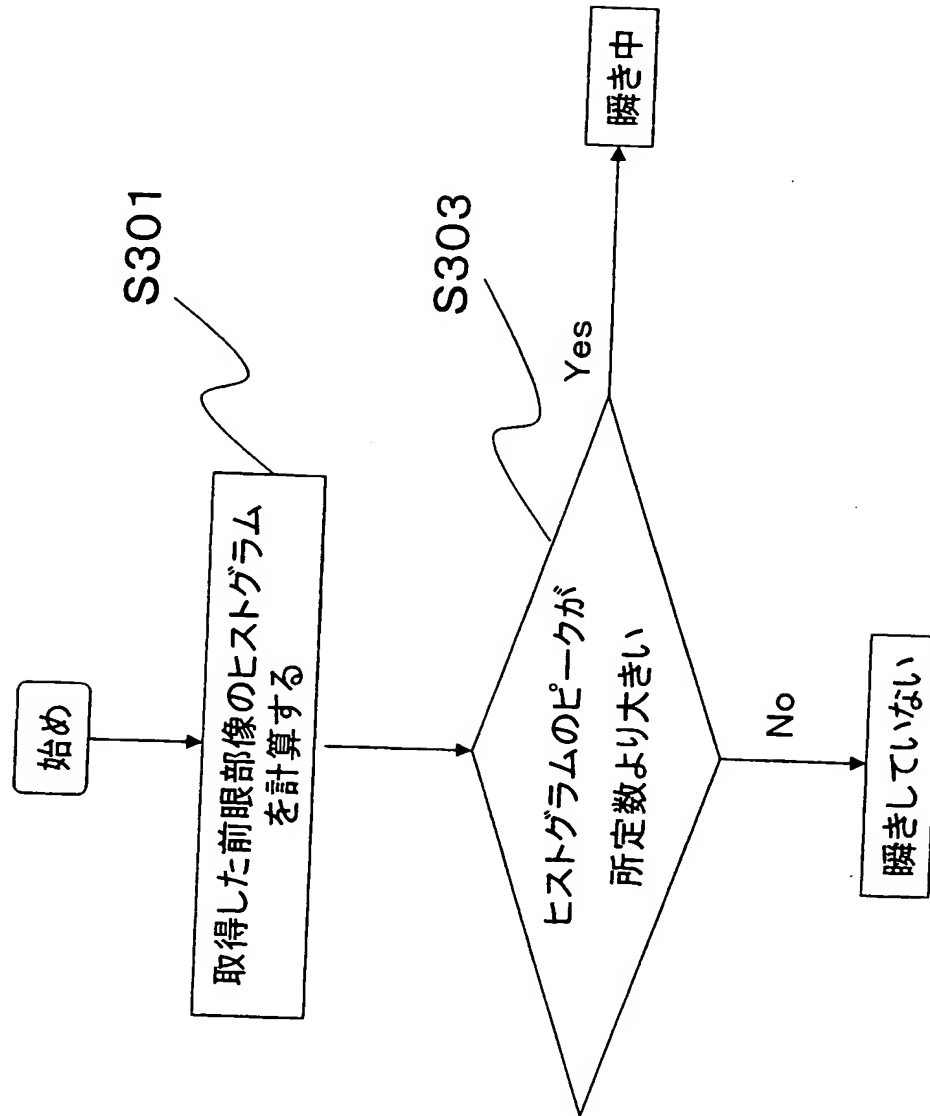 始め
取得した前眼部像のヒストグラム
を計算する
S301
ヒストグラムのピークが
所定数より大きい
S303
Yes
瞬き中
No
瞬きしていない